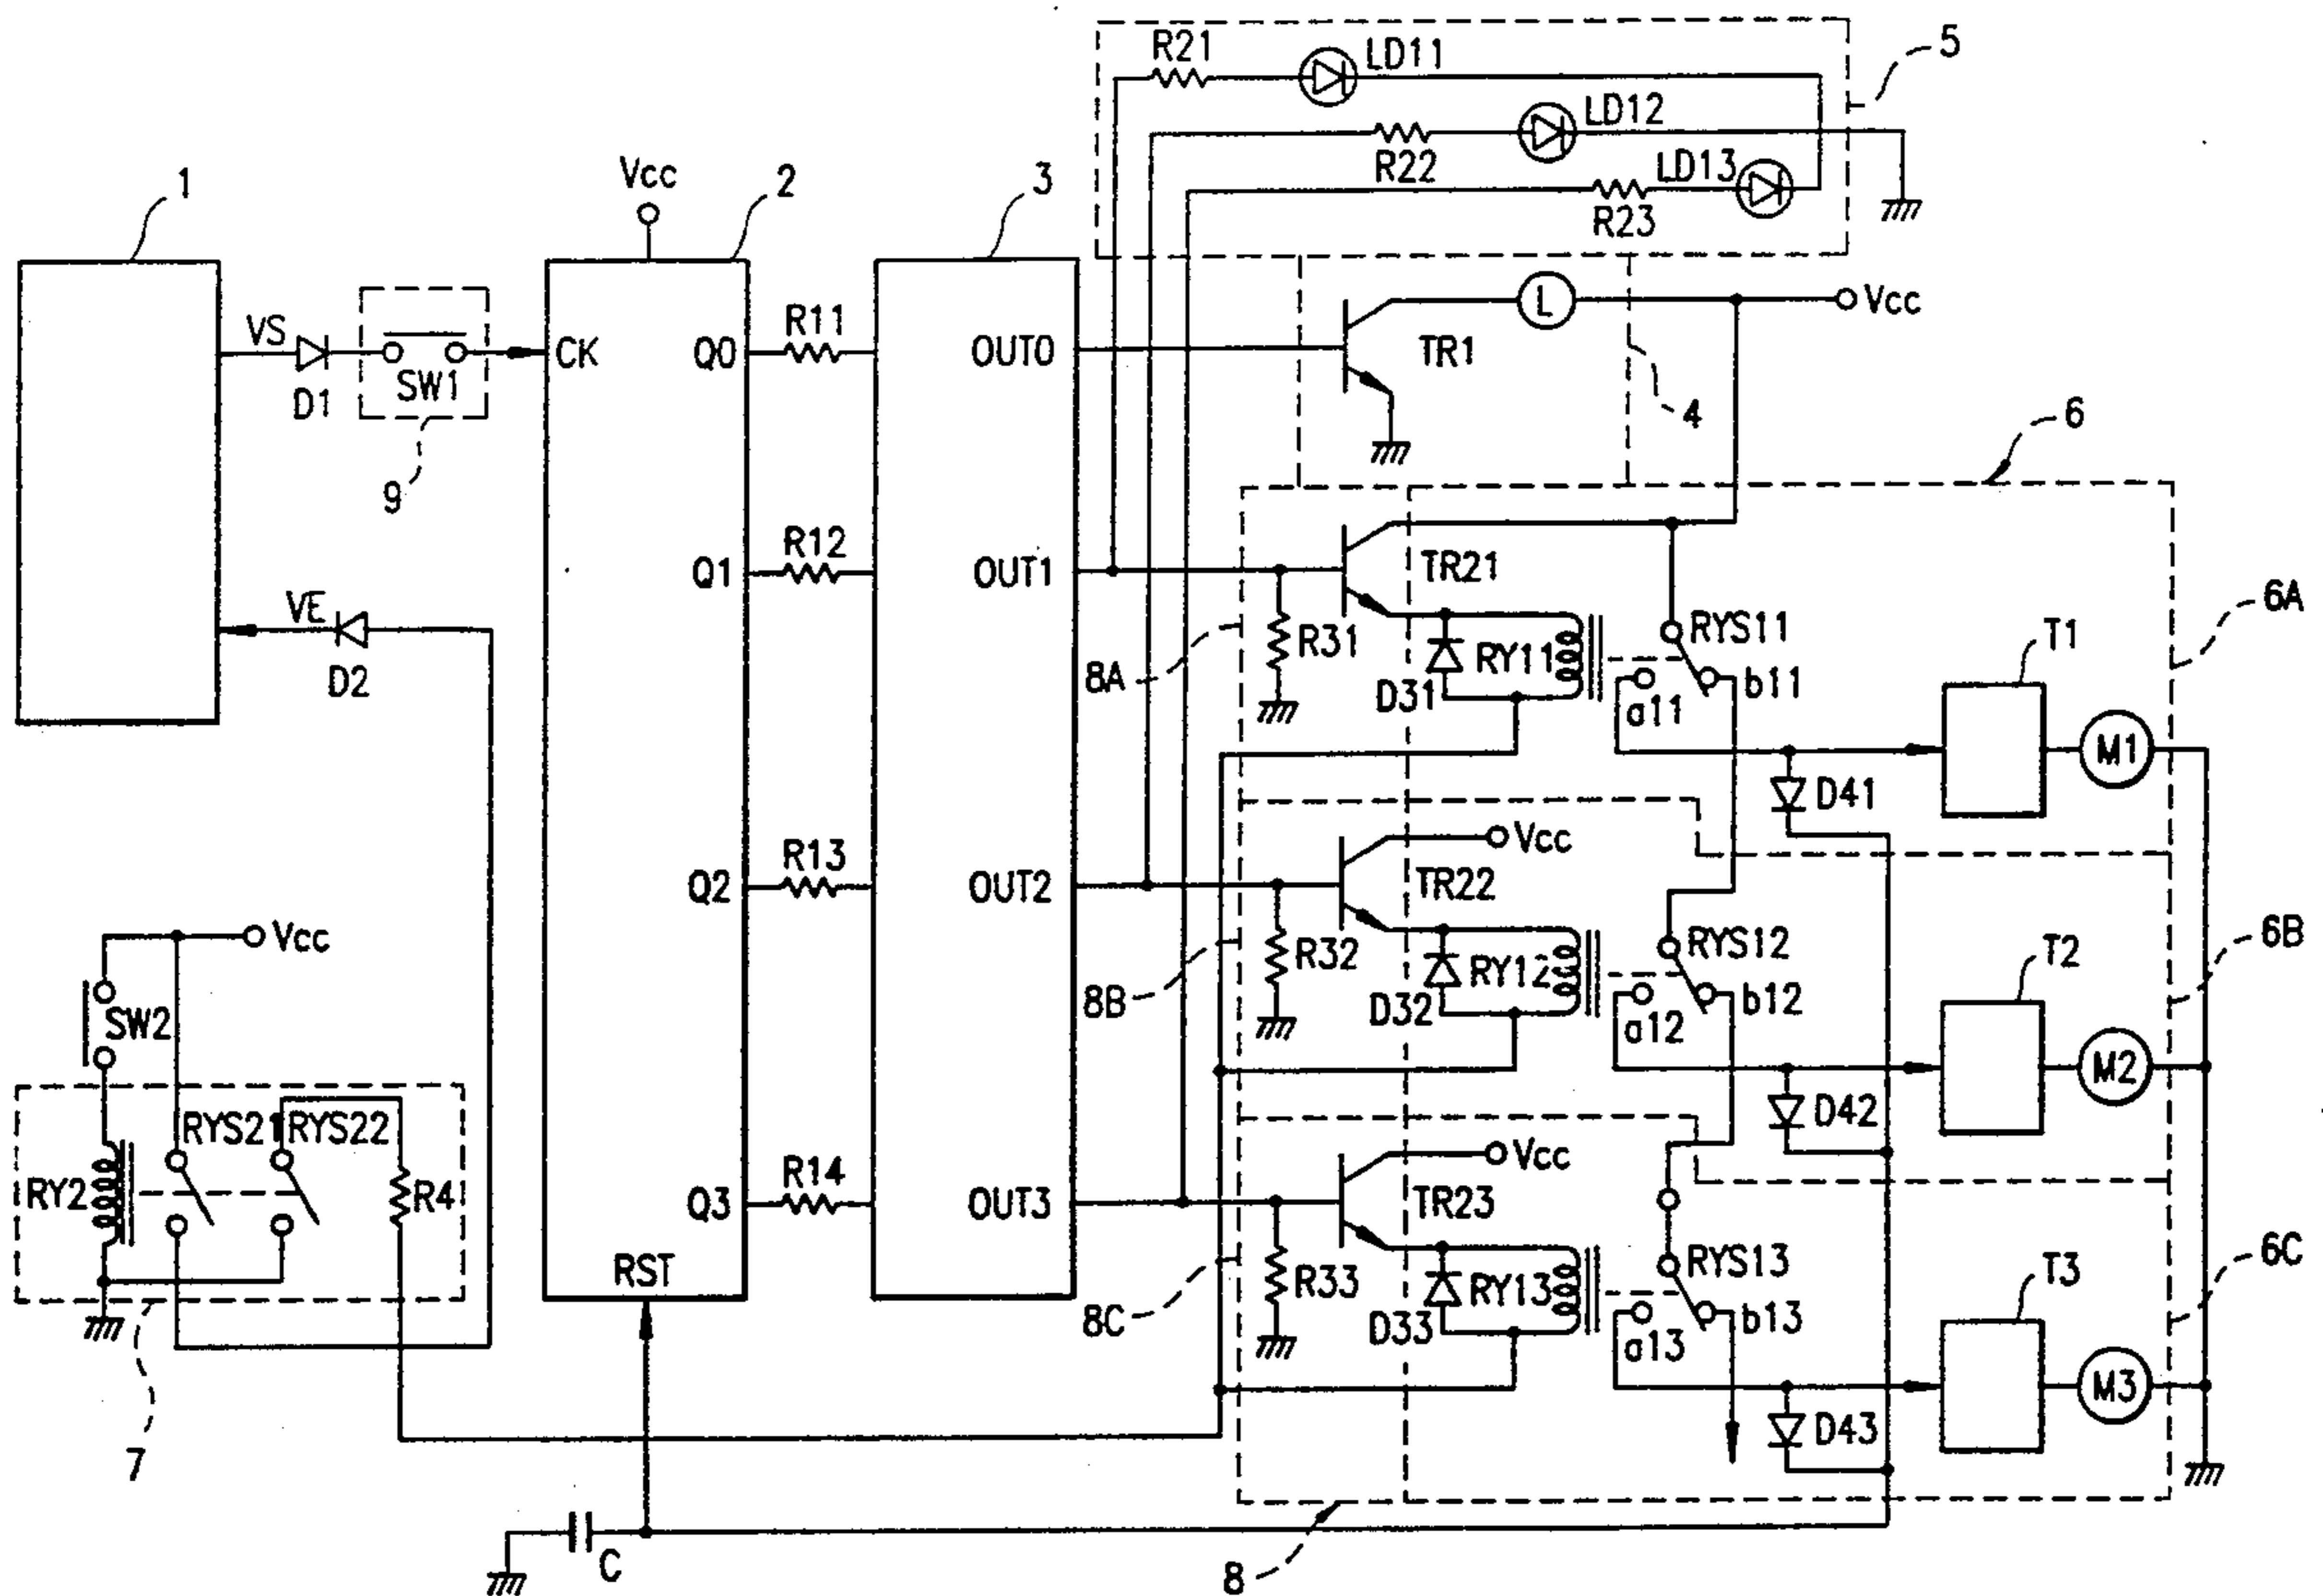 R21
LD11
5
LD12
R22
LD13
R23
1
Vcc
2
3
VS
D1
SW1
9
CK
Q0
R11
OUT0
TR1
L
Vcc
4
6
Q1
R12
OUT1
TR21
R31
8A
D31
RY11
RYS11
a11
b11
T1
6A
M1
D41
VE
D2
Q2
R13
OUT2
Vcc
TR22
R32
8B
D32
RY12
RYS12
a12
b12
T2
6B
M2
D42
Vcc
SW2
RYS21
RYS22
RY2
R4
7
Q3
R14
RST
OUT3
Vcc
TR23
R33
8C
D33
RY13
RYS13
a13
b13
T3
6C
M3
D43
C
8